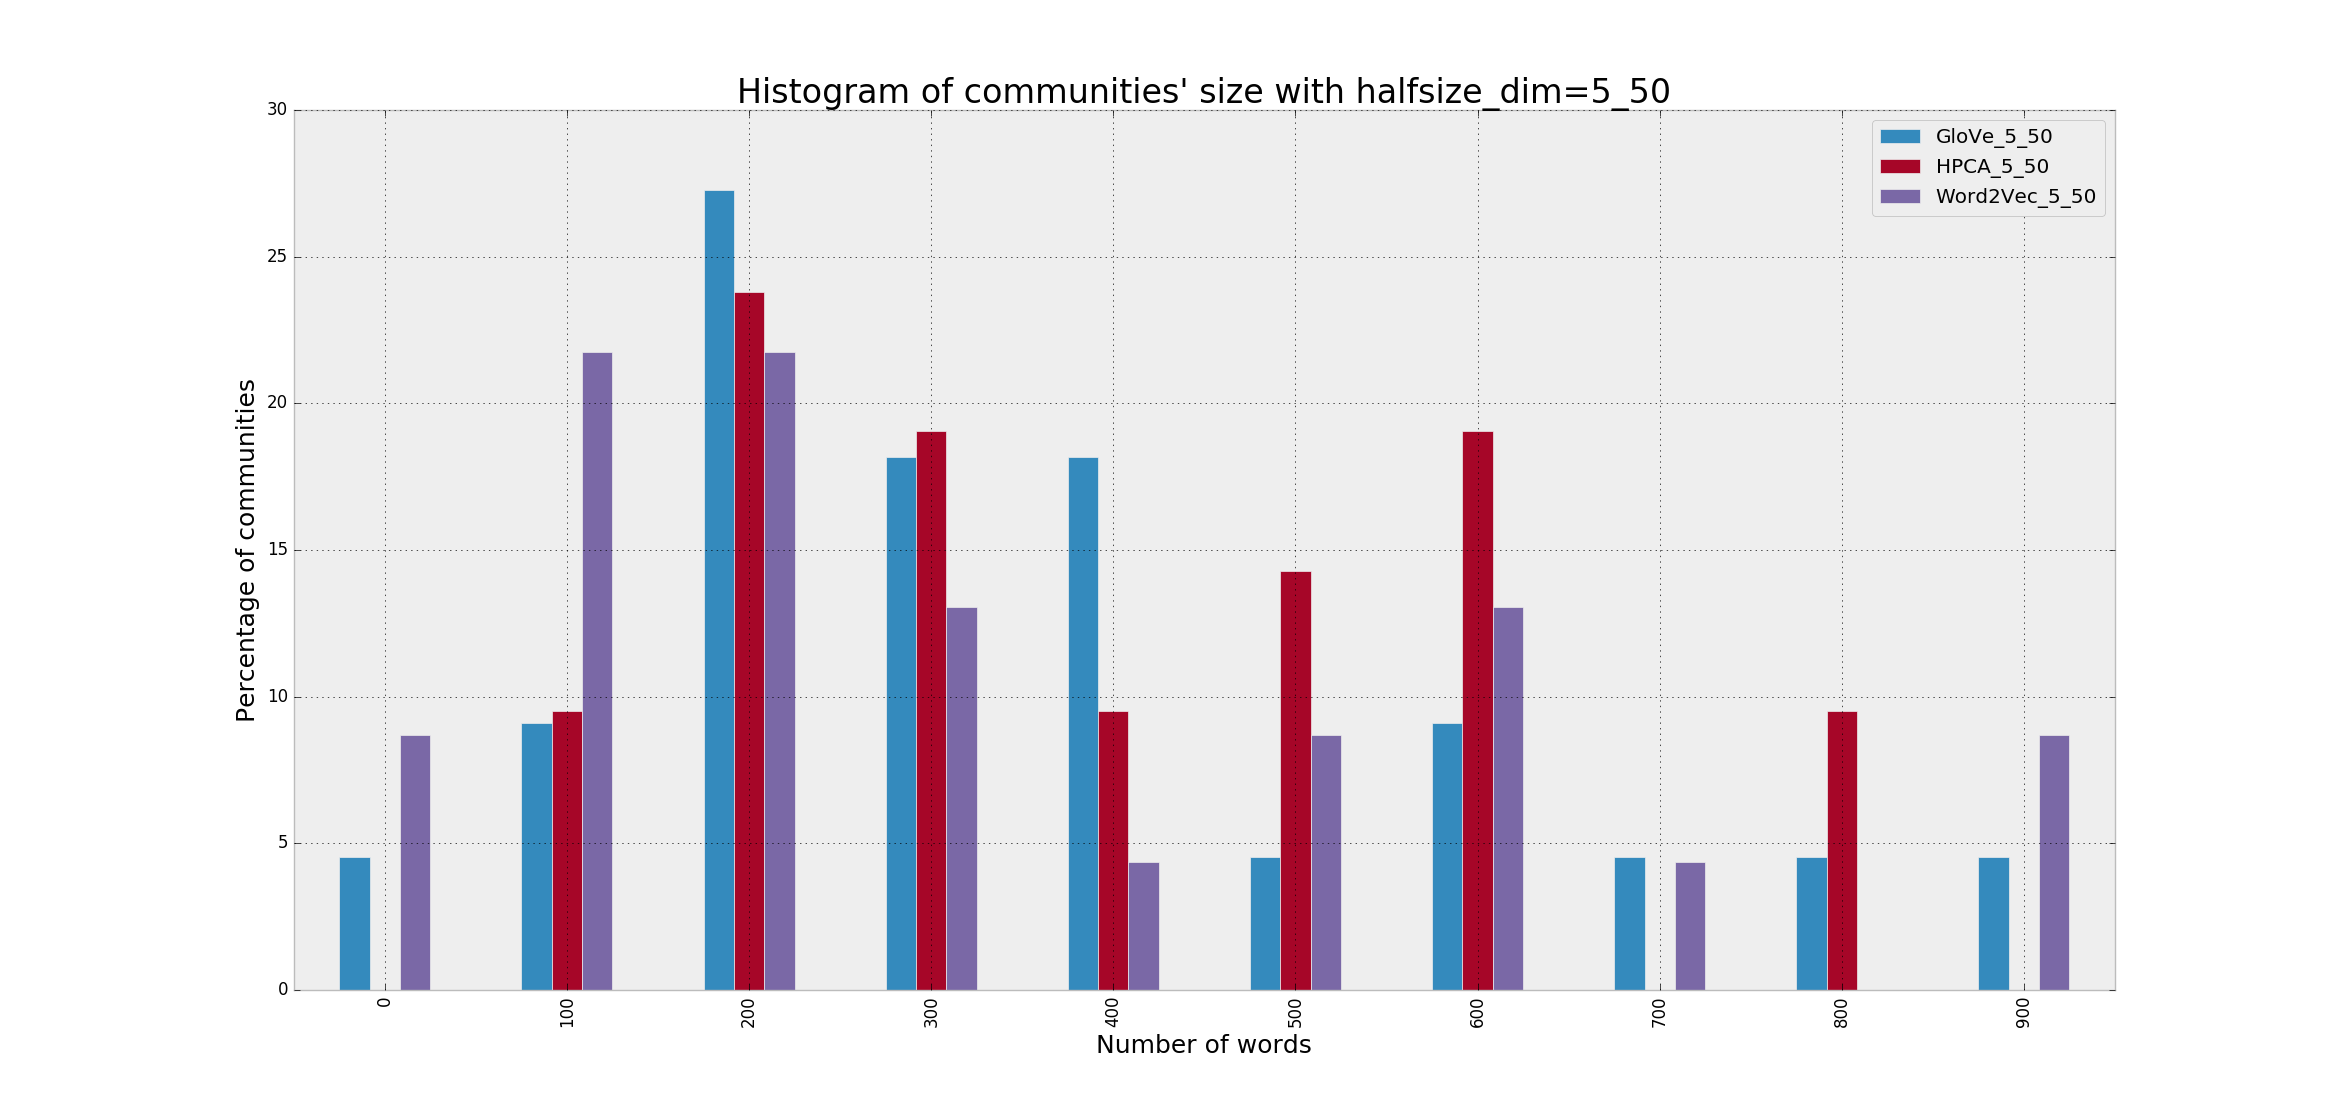 Histogram of communities' size with halfsize_dim=5_50
30
25
20
15
10
5
0
Percentage of communities
GloVe_5_50
HPCA_5_50
Word2Vec_5_50
0
100
200
300
400
500
600
700
800
900
Number of words